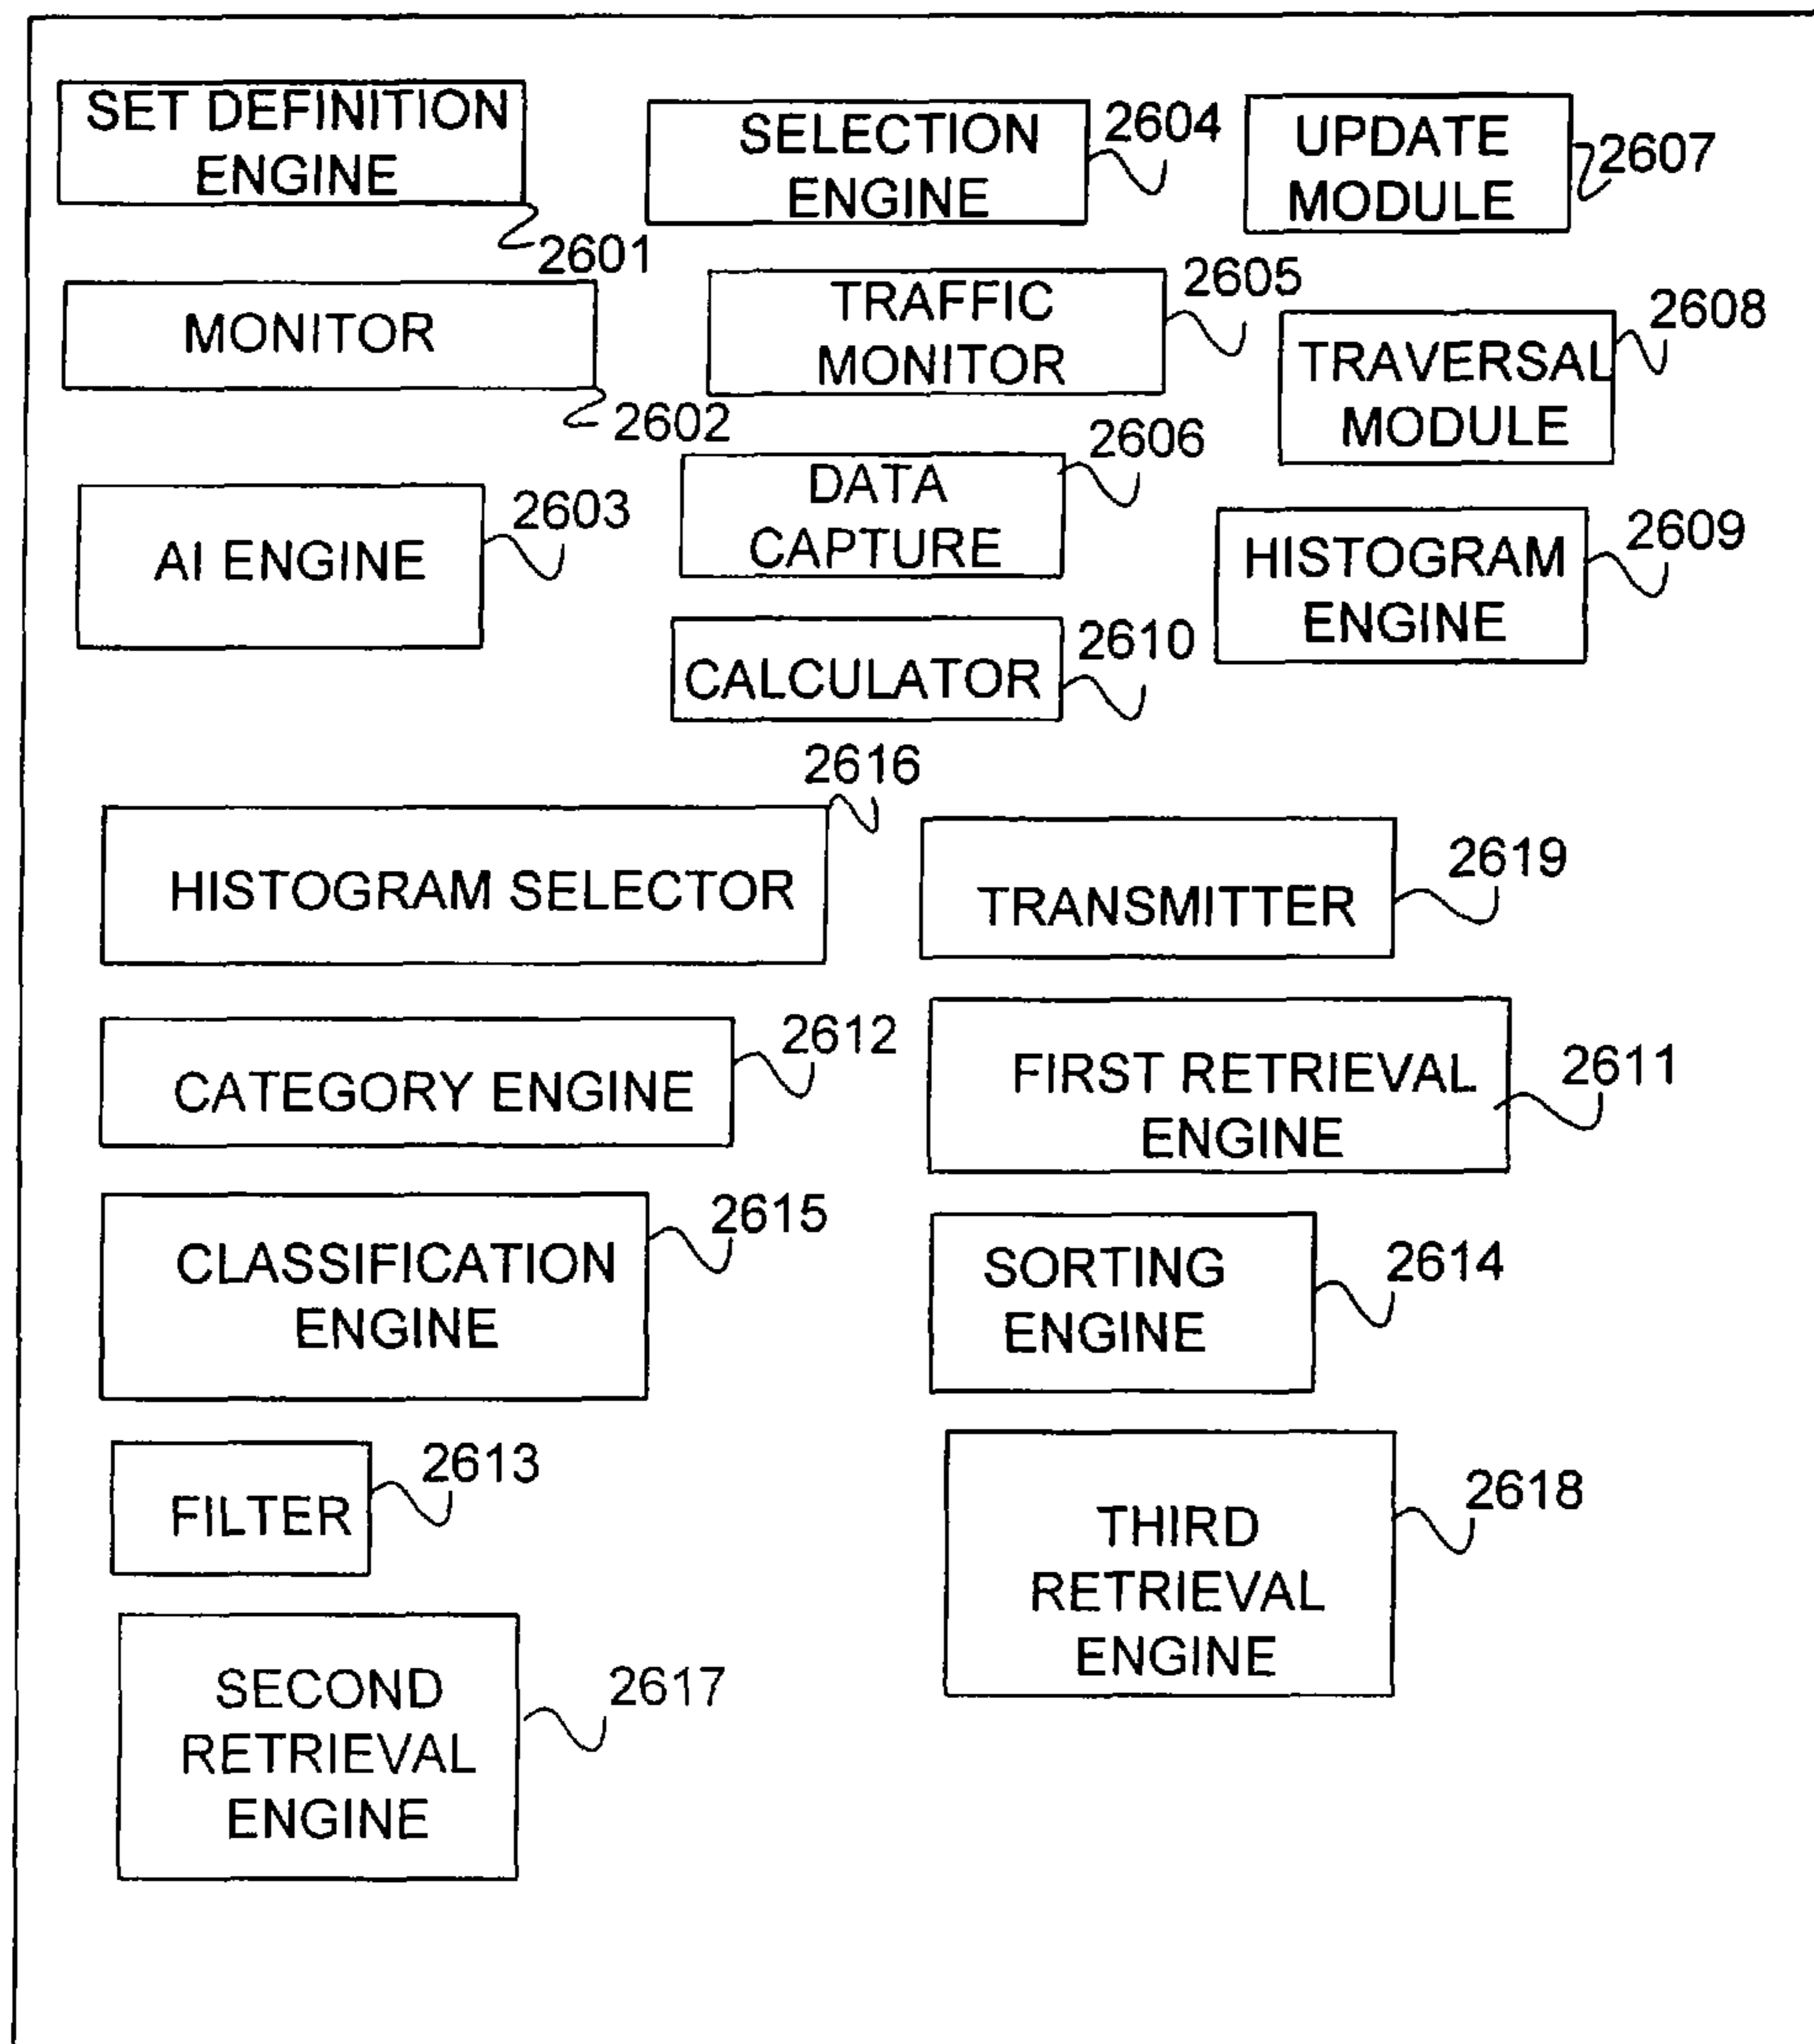 SET DEFINITION
ENGINE
2601
SELECTION
ENGINE
2604
UPDATE
MODULE
2607
MONITOR
2602
TRAFFIC
MONITOR
2605
TRAVERSAL
MODULE
2608
AI ENGINE
2603
DATA
CAPTURE
2606
HISTOGRAM
ENGINE
2609
CALCULATOR
2610
HISTOGRAM SELECTOR
2616
TRANSMITTER
2619
CATEGORY ENGINE
2612
FIRST RETRIEVAL
ENGINE
2611
CLASSIFICATION
ENGINE
2615
SORTING
ENGINE
2614
FILTER
2613
THIRD
RETRIEVAL
ENGINE
2618
SECOND
RETRIEVAL
ENGINE
2617